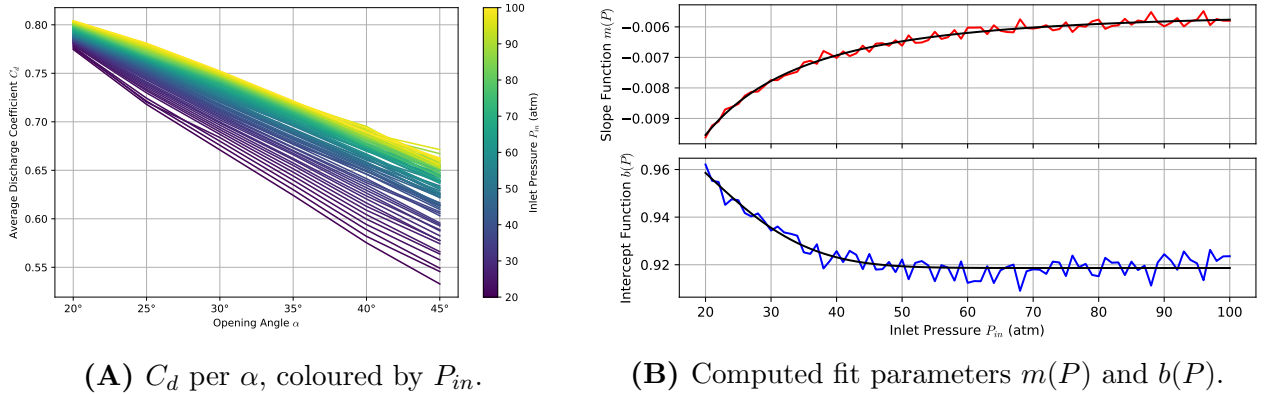 0.80
0.75
0.70
0.65
0.60
0.55
Average Discharge Coefficient C_d
20° 25° 30° 35° 40° 45°
Opening Angle α
100
90
80
70
60
50
40
30
20
Inlet Pressure P_in (atm)
(A) C_d per α, coloured by P_in.
−0.006
−0.007
−0.008
−0.009
Slope Function m(P)
0.96
0.94
0.92
Intercept Function b(P)
20 30 40 50 60 70 80 90 100
Inlet Pressure P_in (atm)
(B) Computed fit parameters m(P) and b(P).